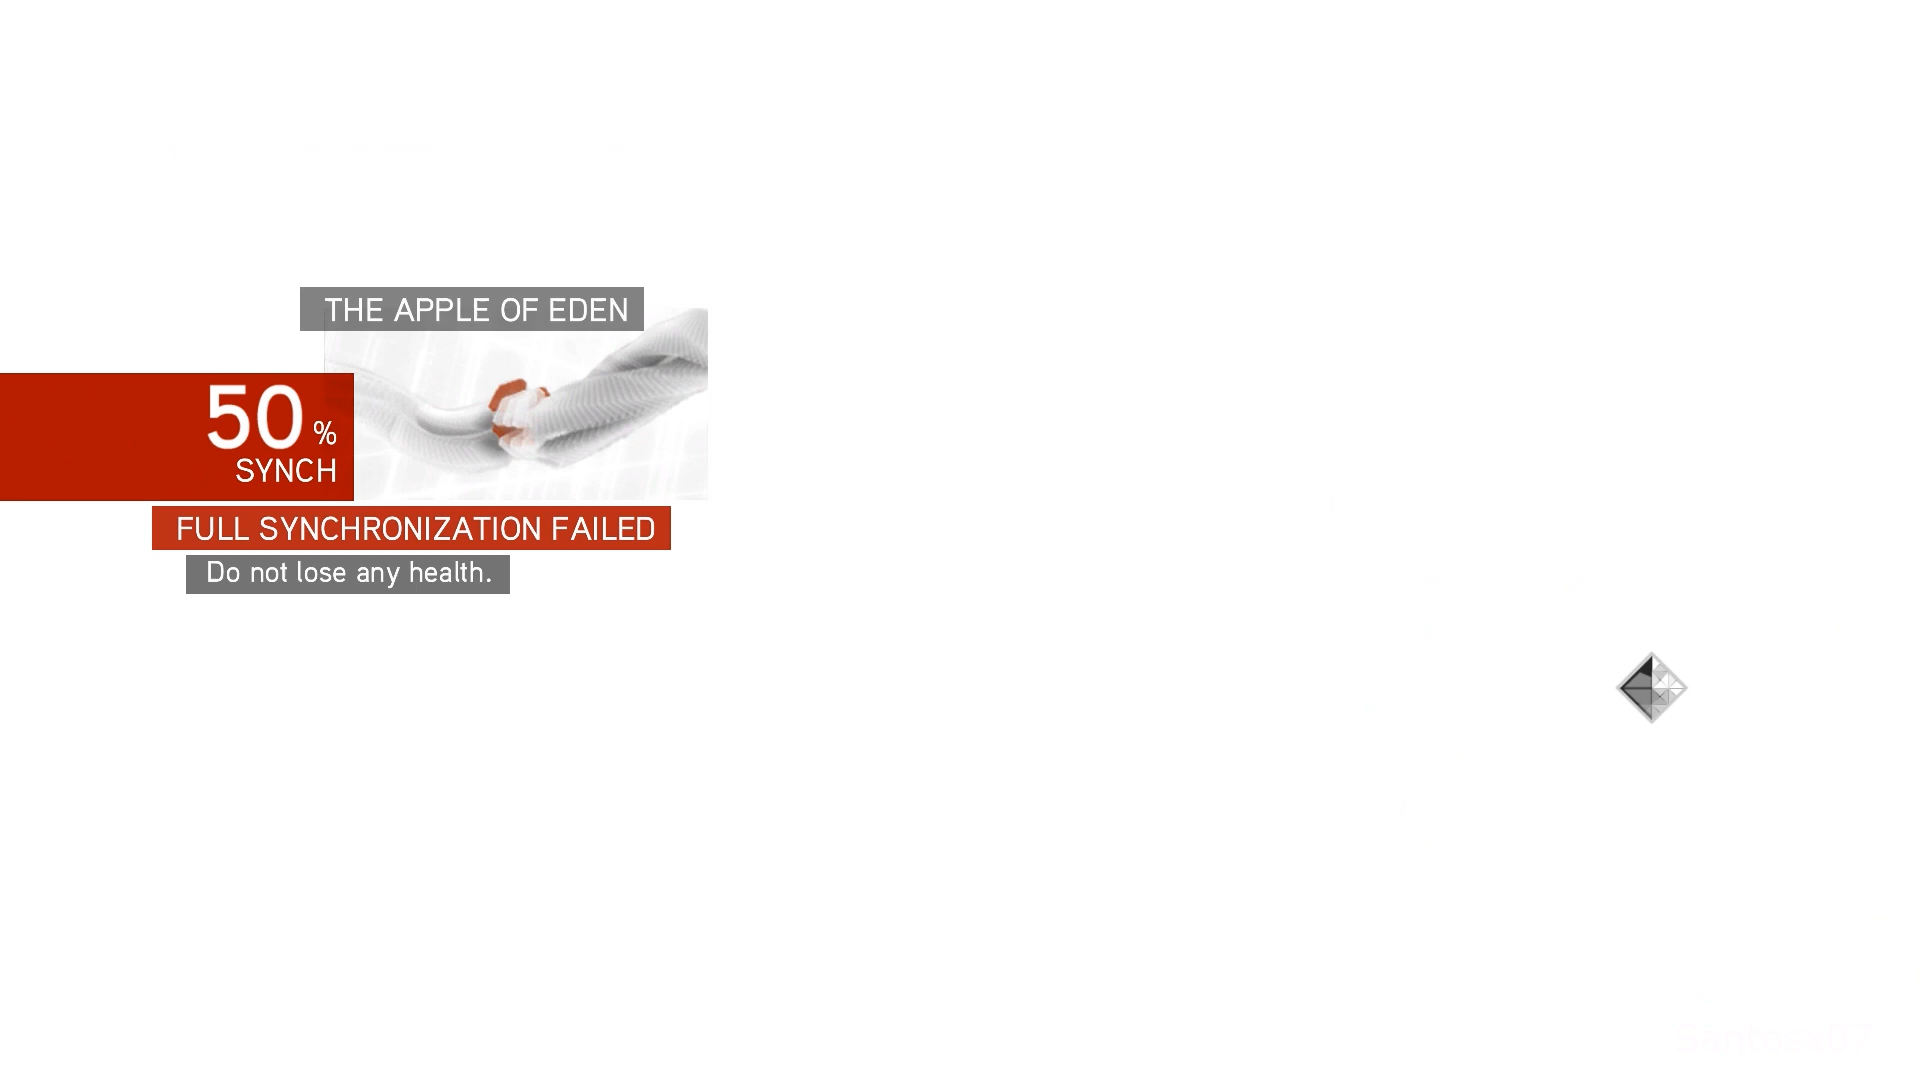 THE APPLE OF EDEN
50 %
SYNCH
FULL SYNCHRONIZATION FAILED
Do not lose any health.